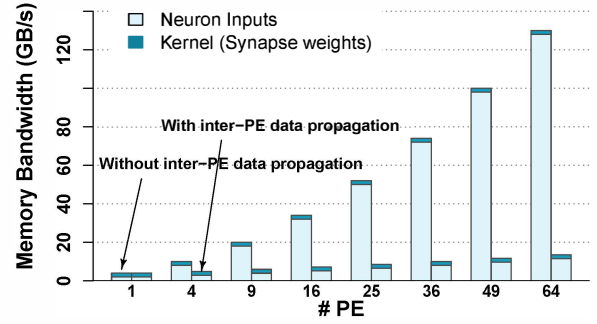 Neuron Inputs
Kernel (Synapse weights)
Memory Bandwidth (GB/s)
120
80
60
40
20
0
With inter-PE data propagation
Without inter-PE data propagation
1 4 9 16 25 36 49 64
# PE